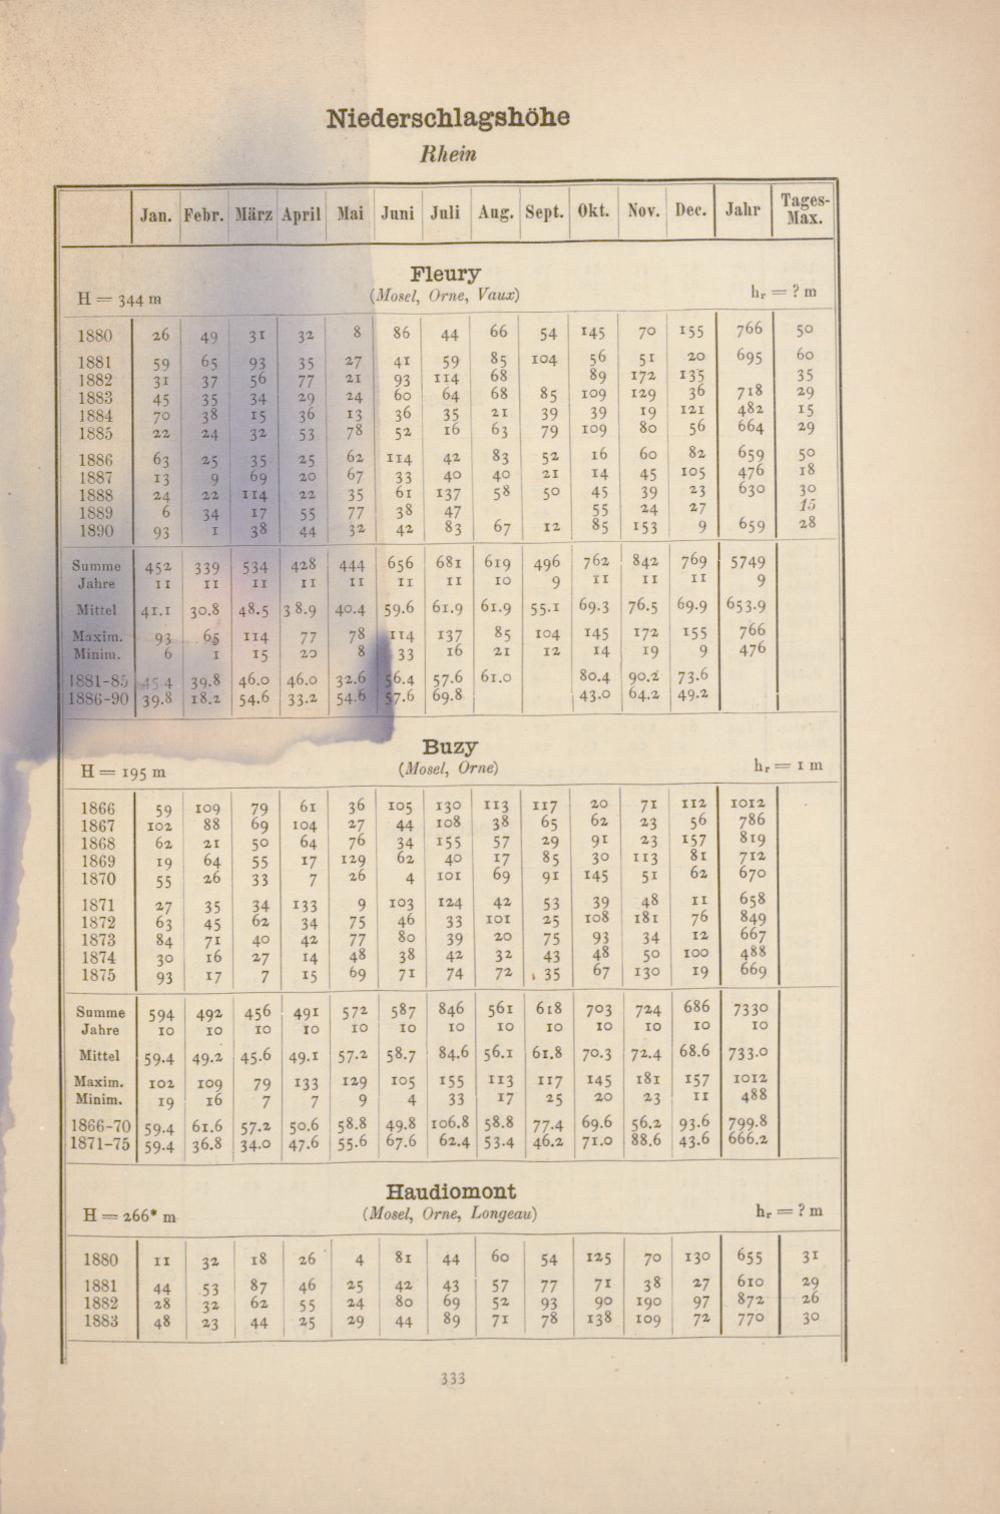 Niederschlagshöhe
Rhein
Jan. Febr. März April Mai Juni Juli Aug. Sept. Okt. Nov. Dec. Jahr Tages-Max.
Fleury
H = 344 m (Mosel, Orne, Vaux) hr = ? m
1880 26 49 31 32 8 86 44 66 54 145 70 155 766 50
1881 59 65 93 35 27 41 59 85 104 56 51 20 695 60
1882 31 37 56 77 21 93 114 68 89 172 135 35
1883 45 35 34 29 24 60 64 68 85 109 129 36 718 29
1884 70 38 15 36 13 36 35 21 39 39 19 121 482 15
1885 22 24 32 53 78 52 16 63 79 109 80 56 664 29
1886 63 25 35 25 62 114 42 83 52 16 60 82 659 50
1887 13 9 69 20 67 33 40 40 21 14 45 105 476 18
1888 24 22 114 22 35 61 137 58 50 45 39 23 630 30
1889 6 34 17 55 77 38 47 55 24 27 15
1890 93 1 38 44 32 42 83 67 12 85 153 9 659 28
Summe 452 339 534 428 444 656 681 619 496 762 842 769 5749
Jahre 11 11 11 11 11 11 11 10 9 11 11 11 9
Mittel 41.1 30.8 48.5 38.9 40.4 59.6 61.9 61.9 55.1 69.3 76.5 69.9 653.9
Maxim. 93 65 114 77 78 114 137 85 104 145 172 155 766
Minim. 6 1 15 20 8 33 16 21 12 14 19 9 476
1881-85 45.4 39.8 46.0 46.0 32.6 56.4 57.6 61.0 80.4 90.2 73.6
1886-90 39.8 18.2 54.6 33.2 54.6 57.6 69.8 43.0 64.2 49.2
Buzy
H = 195 m (Mosel, Orne) hr = 1 m
1866 59 109 79 61 36 105 130 113 117 20 71 112 1012
1867 102 88 69 104 27 44 108 38 65 62 23 56 786
1868 62 21 50 64 76 34 155 57 29 91 23 157 819
1869 19 64 55 17 129 62 40 17 85 30 113 81 712
1870 55 26 33 7 26 4 101 69 91 145 51 62 670
1871 27 35 34 133 9 103 124 42 53 39 48 11 658
1872 63 45 62 34 75 46 33 101 25 108 181 76 849
1873 84 71 40 42 77 80 39 20 75 93 34 12 667
1874 30 16 27 14 48 38 42 32 43 48 50 100 488
1875 93 17 7 15 69 71 74 72 35 67 130 19 669
Summe 594 492 456 491 572 587 846 561 618 703 724 686 7330
Jahre 10 10 10 10 10 10 10 10 10 10 10 10 10
Mittel 59.4 49.2 45.6 49.1 57.2 58.7 84.6 56.1 61.8 70.3 72.4 68.6 733.0
Maxim. 102 109 79 133 129 105 155 113 117 145 181 157 1012
Minim. 19 16 7 7 9 4 33 17 25 20 23 11 488
1866-70 59.4 61.6 57.2 50.6 58.8 49.8 106.8 58.8 77.4 69.6 56.2 93.6 799.8
1871-75 59.4 36.8 34.0 47.6 55.6 67.6 62.4 53.4 46.2 71.0 88.6 43.6 666.2
Haudiomont
H = 266* m (Mosel, Orne, Longeau) hr = ? m
1880 11 32 18 26 4 81 44 60 54 125 70 130 655 31
1881 44 53 87 46 25 42 43 57 77 71 38 27 610 29
1882 28 32 62 55 24 80 69 52 93 90 190 97 872 26
1883 48 23 44 25 29 44 89 71 78 138 109 72 770 30
333